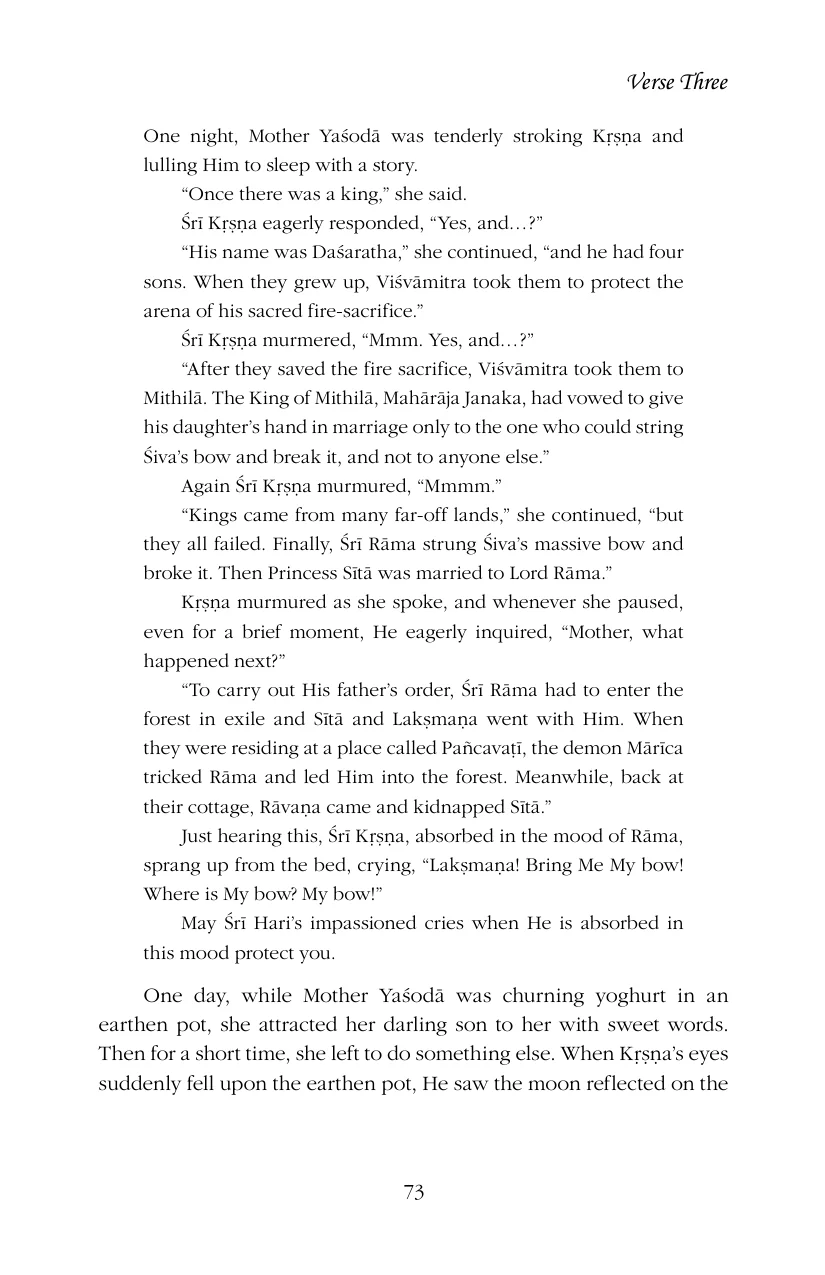 Verse Three
One night, Mother Yaśodā was tenderly stroking Kṛṣṇa and
lulling Him to sleep with a story.
“Once there was a king,” she said.
Śrī Kṛṣṇa eagerly responded, “Yes, and…?”
“His name was Daśaratha,” she continued, “and he had four
sons. When they grew up, Viśvāmitra took them to protect the
arena of his sacred fire-sacrifice.”
Śrī Kṛṣṇa murmered, “Mmm. Yes, and…?”
“After they saved the fire sacrifice, Viśvāmitra took them to
Mithilā. The King of Mithilā, Mahārāja Janaka, had vowed to give
his daughter’s hand in marriage only to the one who could string
Śiva’s bow and break it, and not to anyone else.”
Again Śrī Kṛṣṇa murmured, “Mmmm.”
“Kings came from many far-off lands,” she continued, “but
they all failed. Finally, Śrī Rāma strung Śiva’s massive bow and
broke it. Then Princess Sītā was married to Lord Rāma.”
Kṛṣṇa murmured as she spoke, and whenever she paused,
even for a brief moment, He eagerly inquired, “Mother, what
happened next?”
“To carry out His father’s order, Śrī Rāma had to enter the
forest in exile and Sītā and Lakṣmaṇa went with Him. When
they were residing at a place called Pañcavaṭī, the demon Mārīca
tricked Rāma and led Him into the forest. Meanwhile, back at
their cottage, Rāvaṇa came and kidnapped Sītā.”
Just hearing this, Śrī Kṛṣṇa, absorbed in the mood of Rāma,
sprang up from the bed, crying, “Lakṣmaṇa! Bring Me My bow!
Where is My bow? My bow!”
May Śrī Hari’s impassioned cries when He is absorbed in
this mood protect you.
One day, while Mother Yaśodā was churning yoghurt in an
earthen pot, she attracted her darling son to her with sweet words.
Then for a short time, she left to do something else. When Kṛṣṇa’s eyes
suddenly fell upon the earthen pot, He saw the moon reflected on the
73